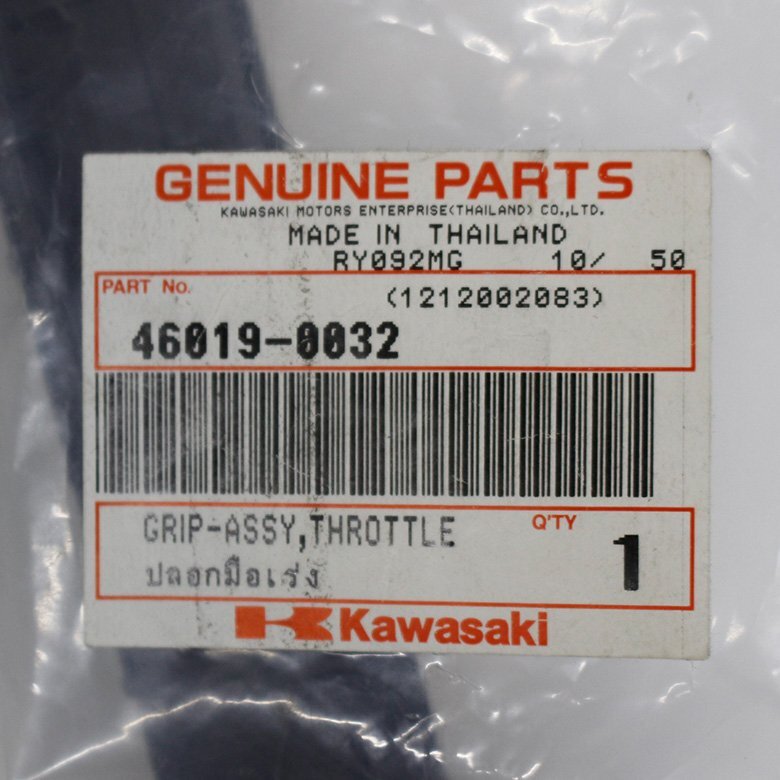 GENUINE PARTS
KAWASAKI MOTORS ENTERPRISE(THAILAND) CO.,LTD.
MADE IN THAILAND
RY092MG 10/ 50
PART No. (1212002083)
46019-0032
GRIP-ASSY,THROTTLE Q'TY
ปลอกมือเร่ง 1
Kawasaki